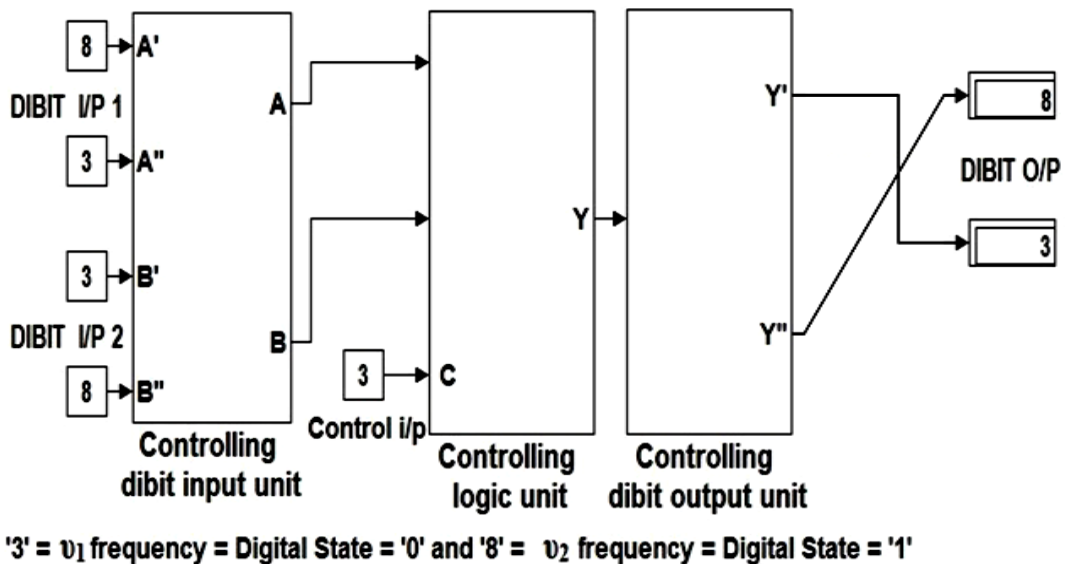 8
A'
DIBIT I/P 1
A
3
A"
3
B'
DIBIT I/P 2
B
8
B"
Controlling
dibit input unit
3
C
Control i/p
Y
Controlling
logic unit
Y'
Y"
Controlling
dibit output unit
8
DIBIT O/P
3
'3' = υ1 frequency = Digital State = '0' and '8' = υ2 frequency = Digital State = '1'